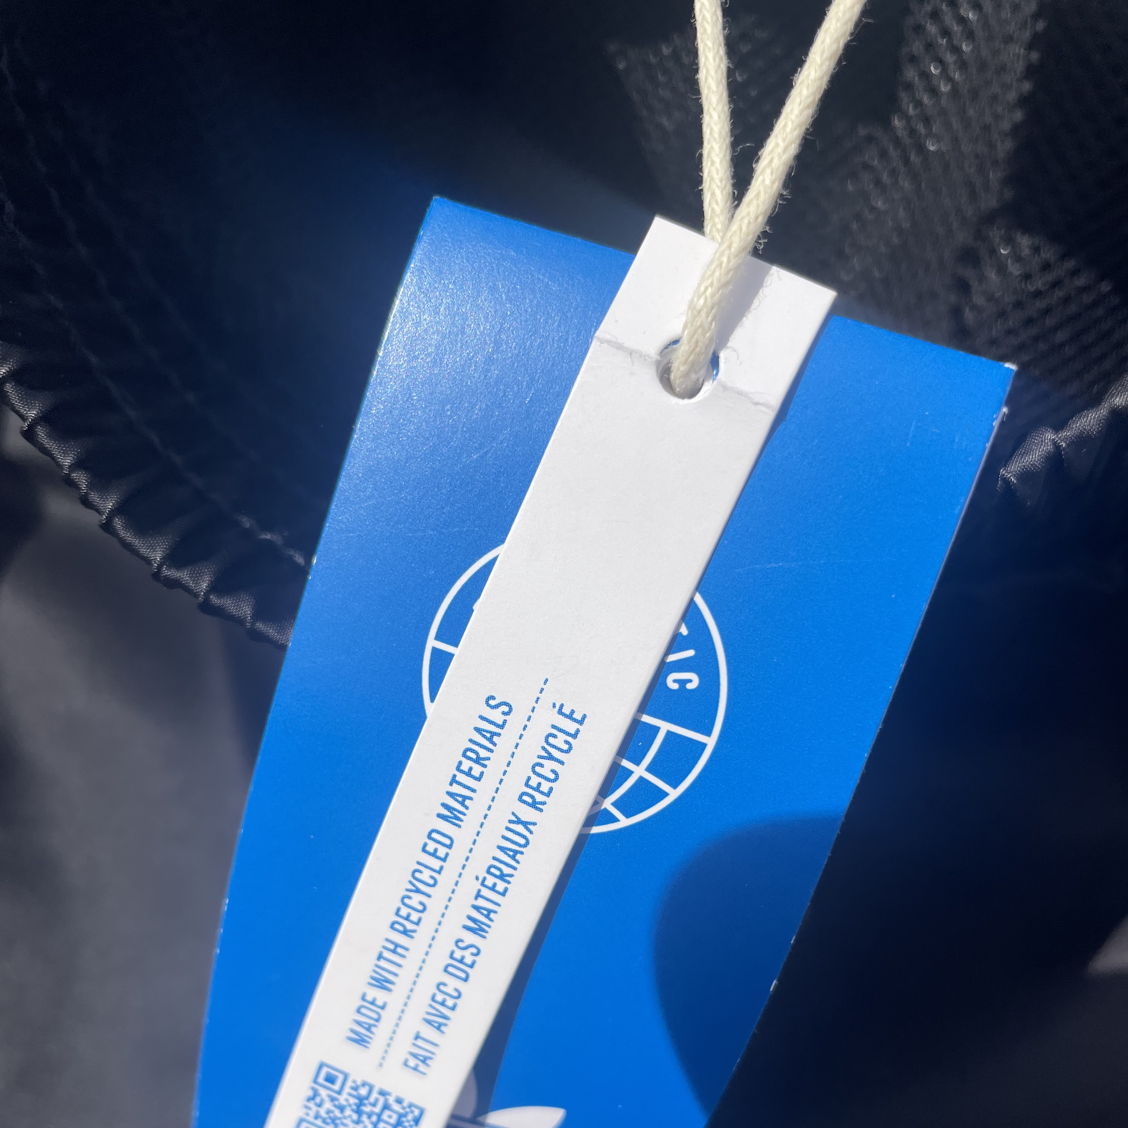 MADE WITH RECYCLED MATERIALS
FAIT AVEC DES MATÉRIAUX RECYCLÉ